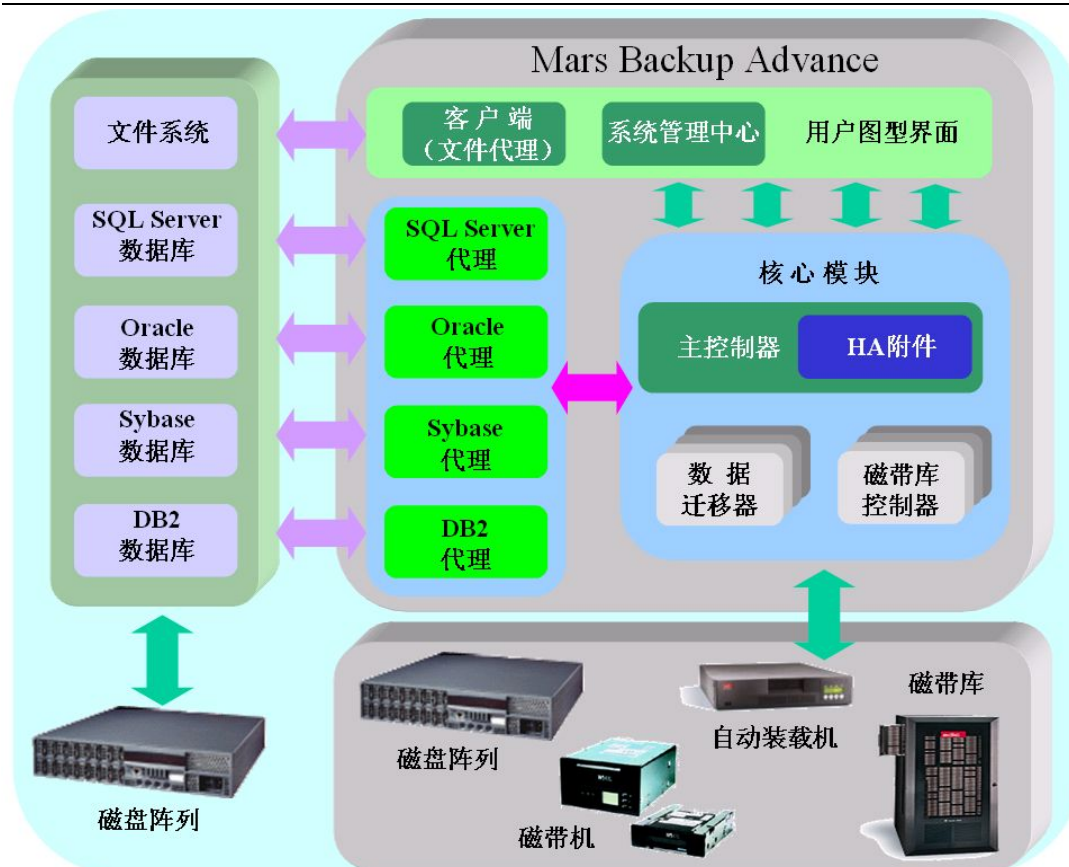 Mars Backup Advance
文件系统
客 户 端
（文件代理）
系统管理中心
用户图型界面
SQL Server
数据库
SQL Server
代理
核 心 模 块
Oracle
数据库
Oracle
代理
主控制器
HA附件
Sybase
数据库
Sybase
代理
数 据
迁移器
磁带库
控制器
DB2
数据库
DB2
代理
磁盘阵列
磁盘阵列
磁带机
自动装载机
磁带库